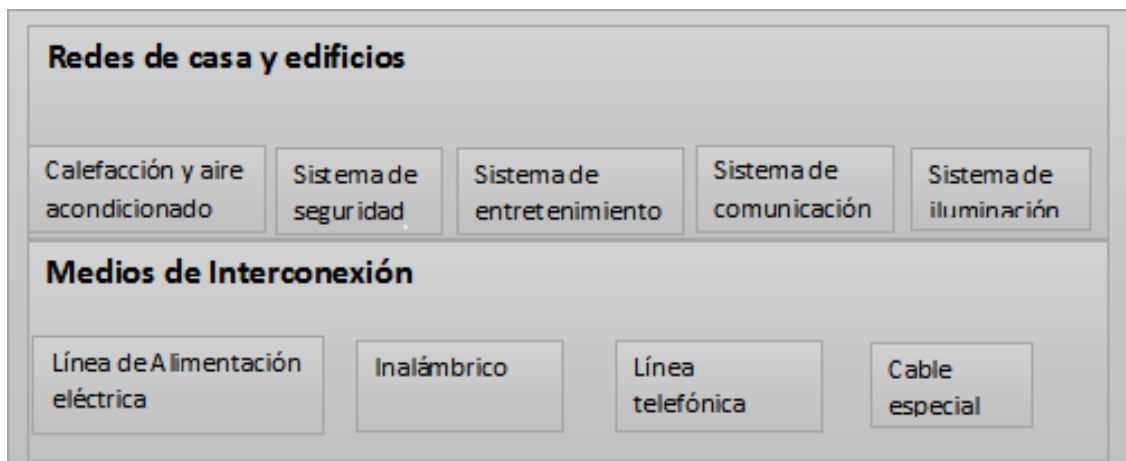 Redes de casa y edificios
Calefacción y aire
acondicionado
Sistema de
seguridad
Sistema de
entretenimiento
Sistema de
comunicación
Sistema de
iluminación
Medios de Interconexión
Línea de Alimentación
eléctrica
Inalámbrico
Línea
telefónica
Cable
especial